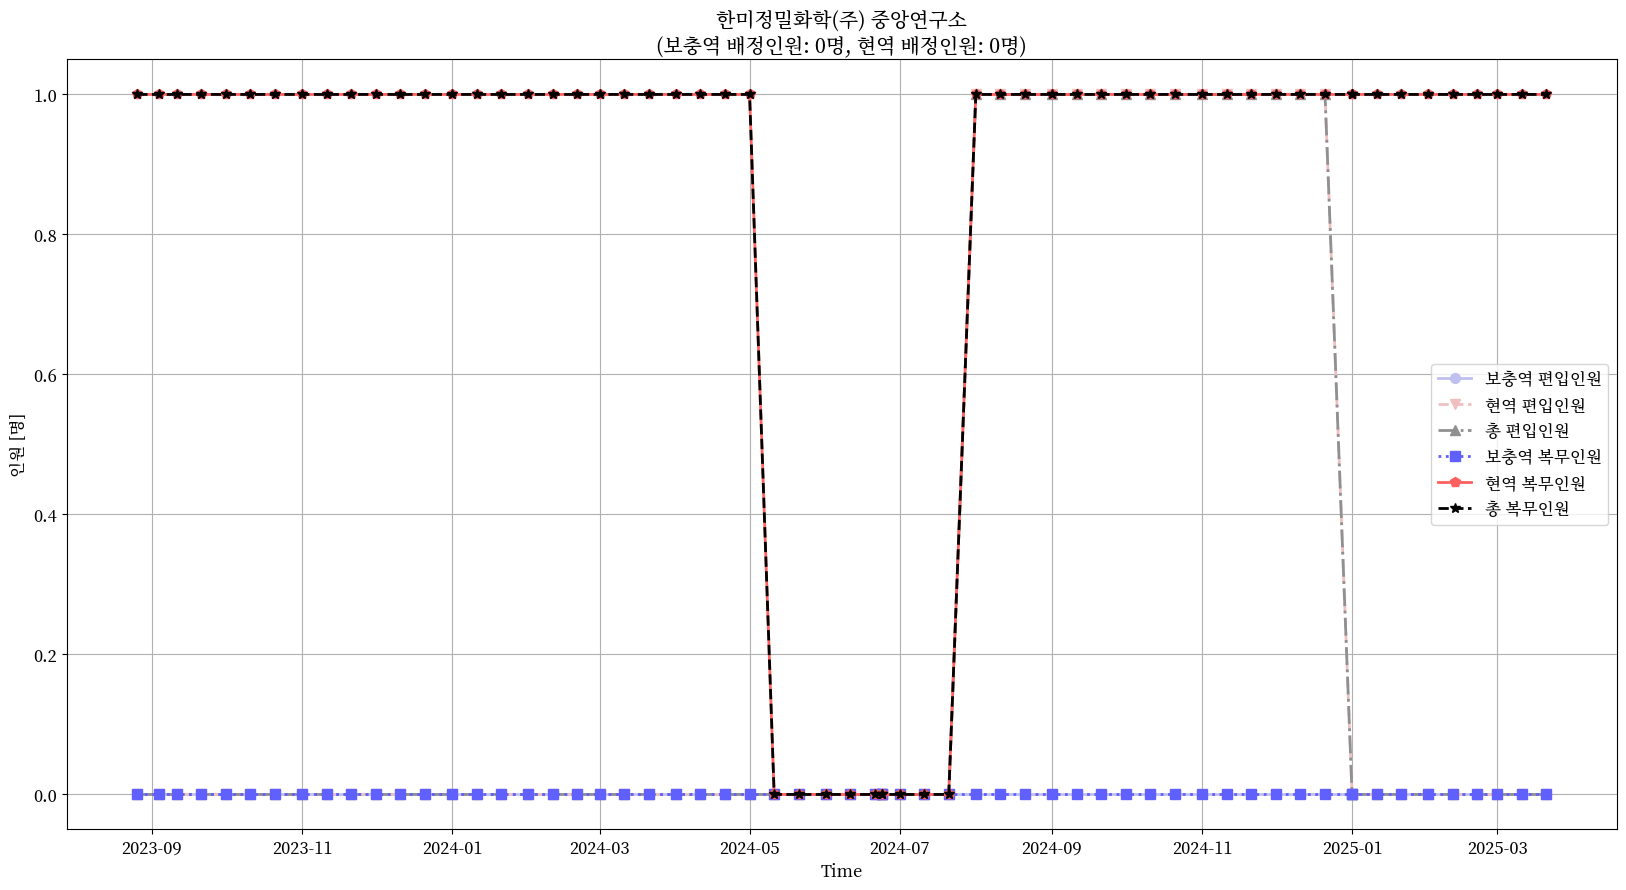 한미정밀화학(주) 중앙연구소
(보충역 배정인원: 0명, 현역 배정인원: 0명)
인원 [명]
1.0
0.8
0.6
0.4
0.2
0.0
보충역 편입인원
현역 편입인원
총 편입인원
보충역 복무인원
현역 복무인원
총 복무인원
2023-09 2023-11 2024-01 2024-03 2024-05 2024-07 2024-09 2024-11 2025-01 2025-03
Time